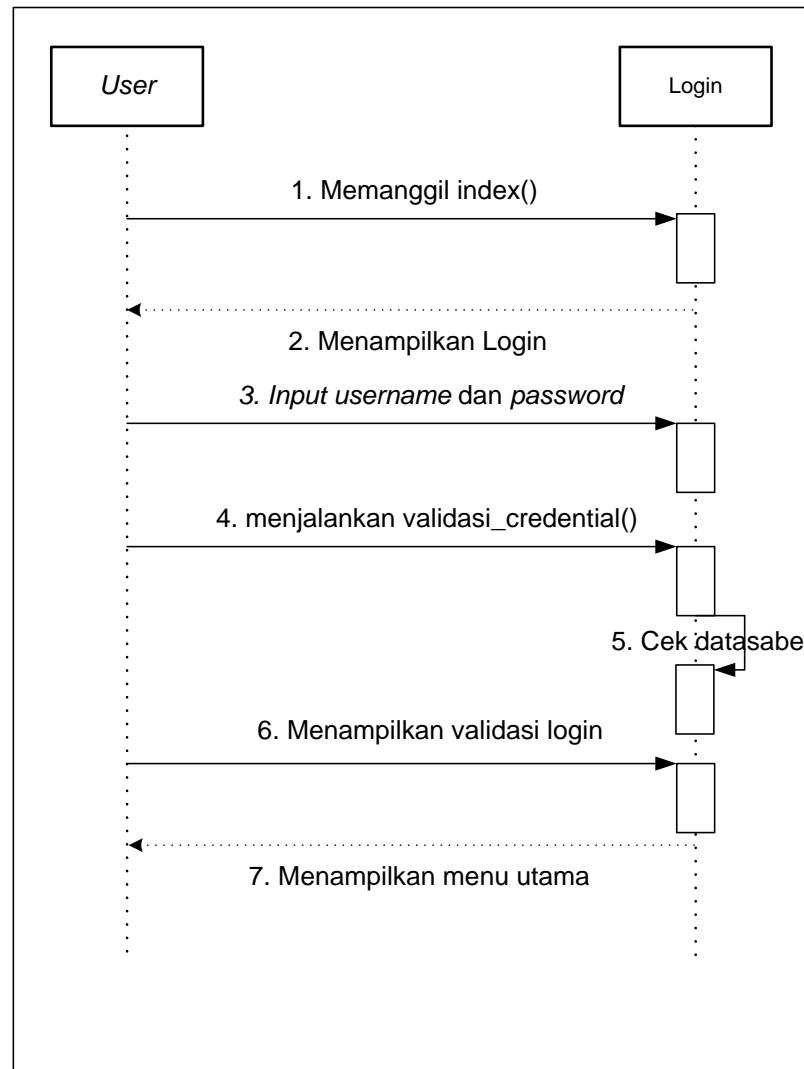 User
Login
1. Memanggil index()
2. Menampilkan Login
3. Input username dan password
4. menjalankan validasi_credential()
5. Cek datasabe
6. Menampilkan validasi login
7. Menampilkan menu utama